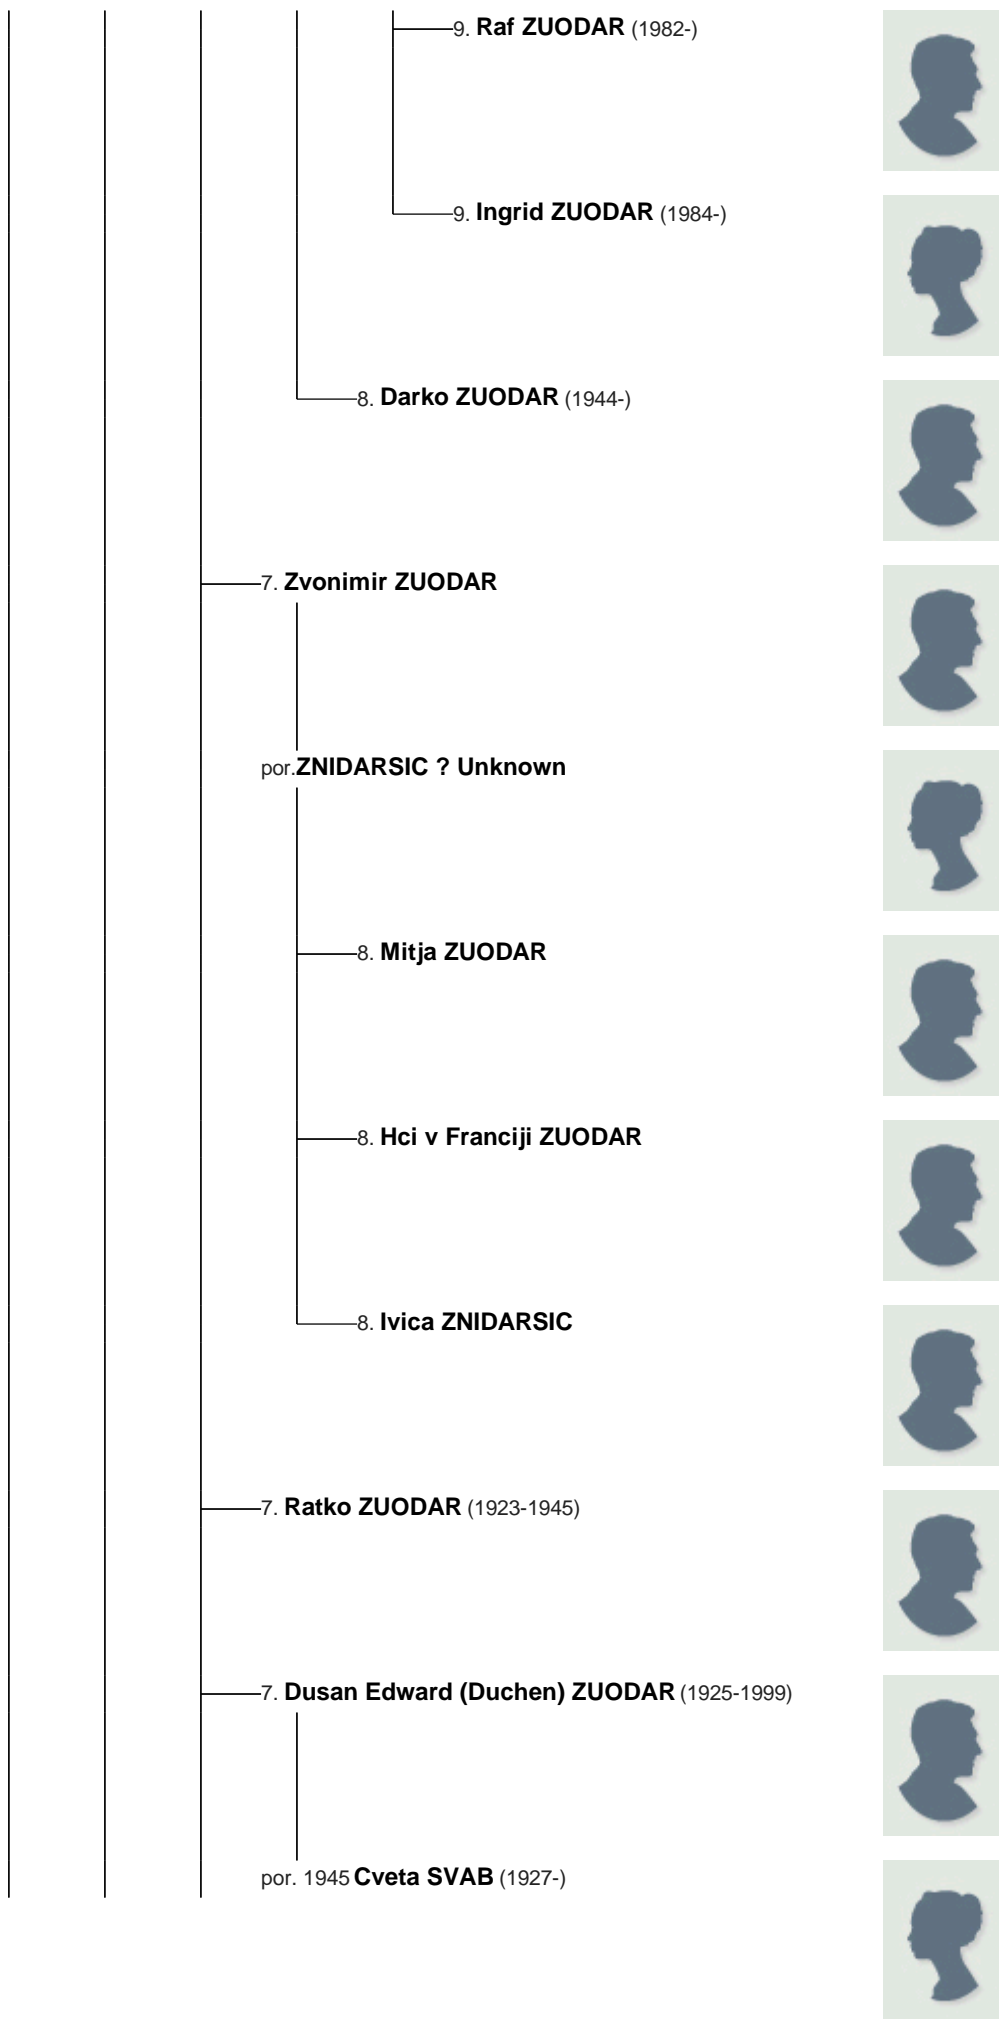 9. Raf ZUODAR (1982-)
9. Ingrid ZUODAR (1984-)
8. Darko ZUODAR (1944-)
7. Zvonimir ZUODAR
por.ZNIDARSIC ? Unknown
8. Mitja ZUODAR
8. Hci v Franciji ZUODAR
8. Ivica ZNIDARSIC
7. Ratko ZUODAR (1923-1945)
7. Dusan Edward (Duchen) ZUODAR (1925-1999)
por. 1945 Cveta SVAB (1927-)